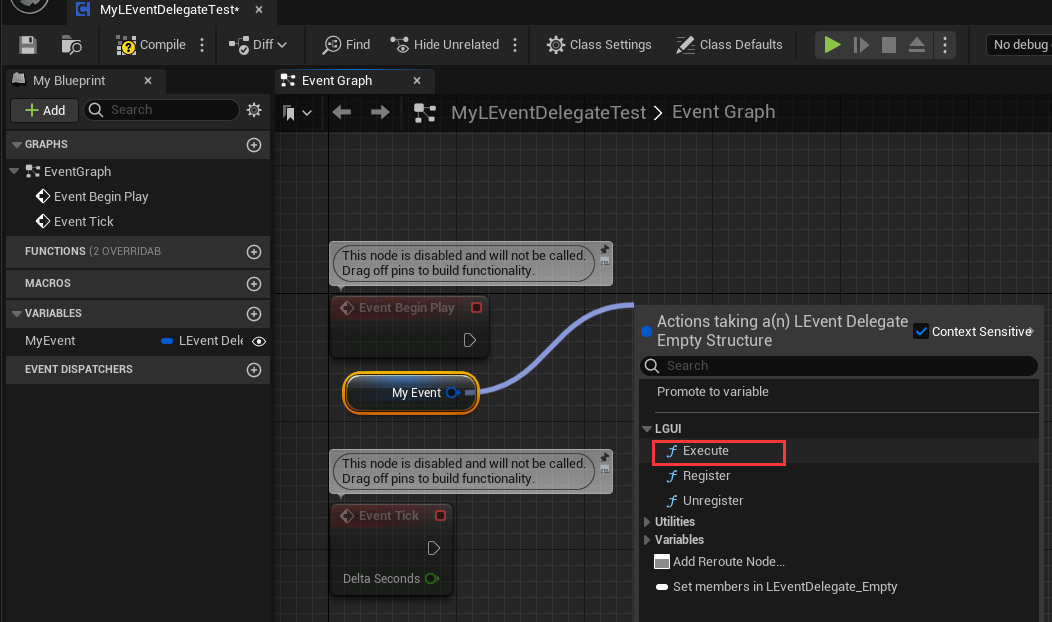 MyLEventDelegateTest*
Compile
Diff
Find
Hide Unrelated
Class Settings
Class Defaults
No debug
My Blueprint
Add
Search
GRAPHS
EventGraph
Event Begin Play
Event Tick
FUNCTIONS (2 OVERRIDAB
MACROS
VARIABLES
MyEvent LEvent Dele
EVENT DISPATCHERS
Event Graph
MyLEventDelegateTest > Event Graph
This node is disabled and will not be called.
Drag off pins to build functionality.
Event Begin Play
My Event
This node is disabled and will not be called.
Drag off pins to build functionality.
Event Tick
Delta Seconds
Actions taking a(n) LEvent Delegate
Empty Structure
Context Sensitive
Search
Promote to variable
LGUI
f Execute
f Register
f Unregister
Utilities
Variables
Add Reroute Node...
Set members in LEventDelegate_Empty